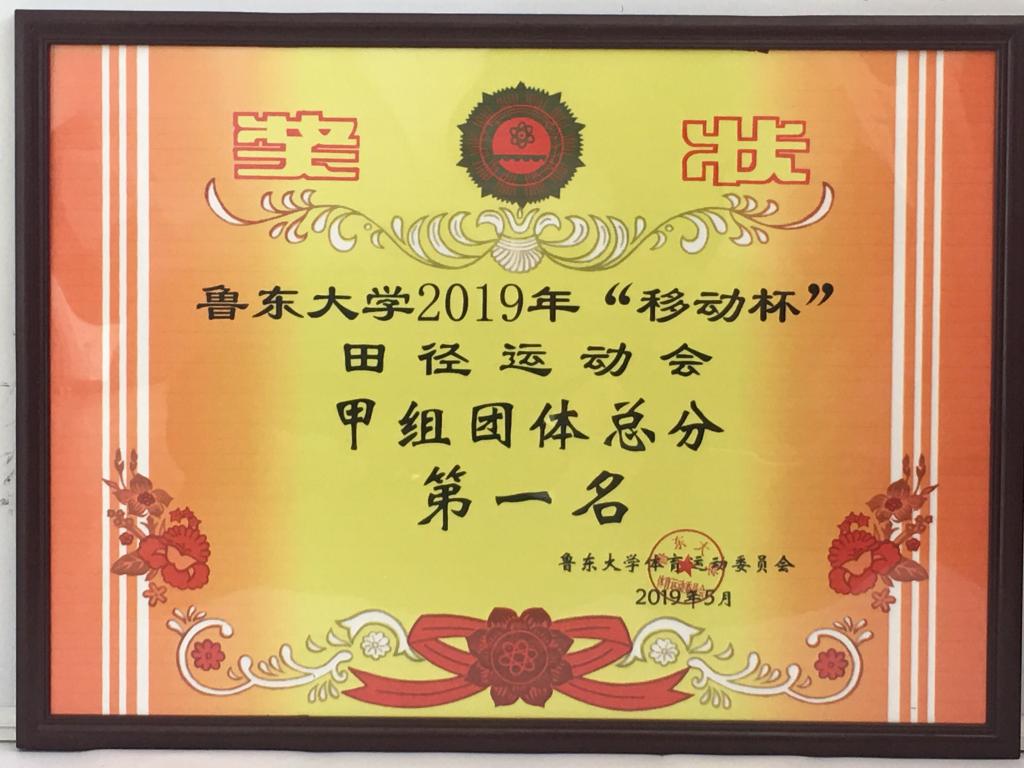 奖状
鲁东大学2019年“移动杯”
田径运动会
甲组团体总分
第一名
鲁东大学体育运动委员会
2019年5月